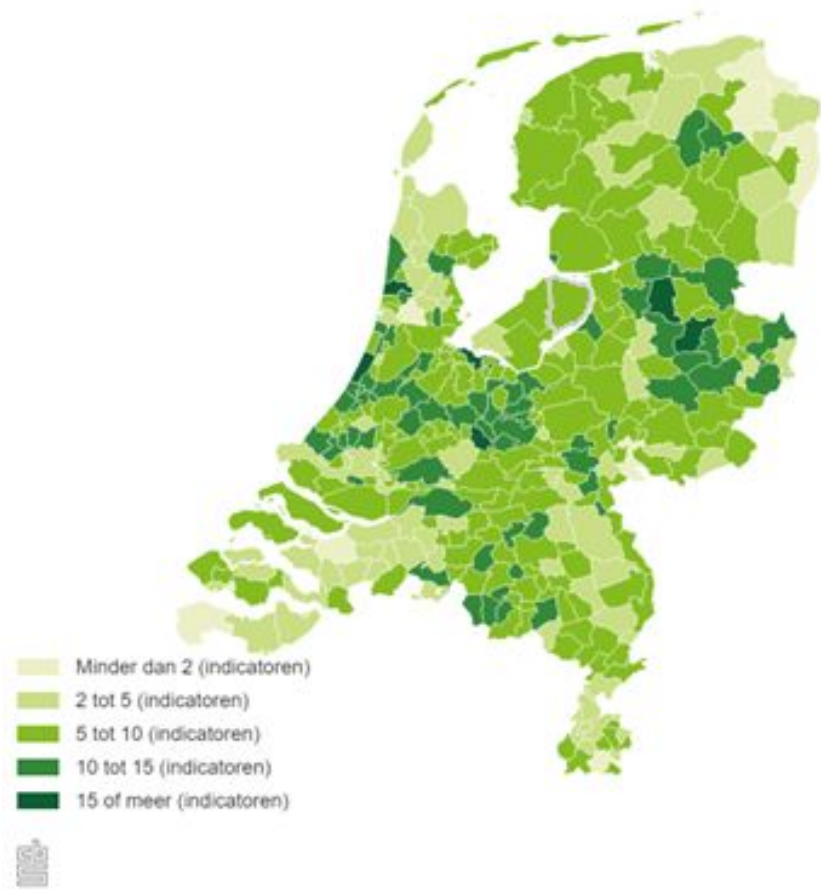 Minder dan 2 (indicatoren)
2 tot 5 (indicatoren)
5 tot 10 (indicatoren)
10 tot 15 (indicatoren)
15 of meer (indicatoren)